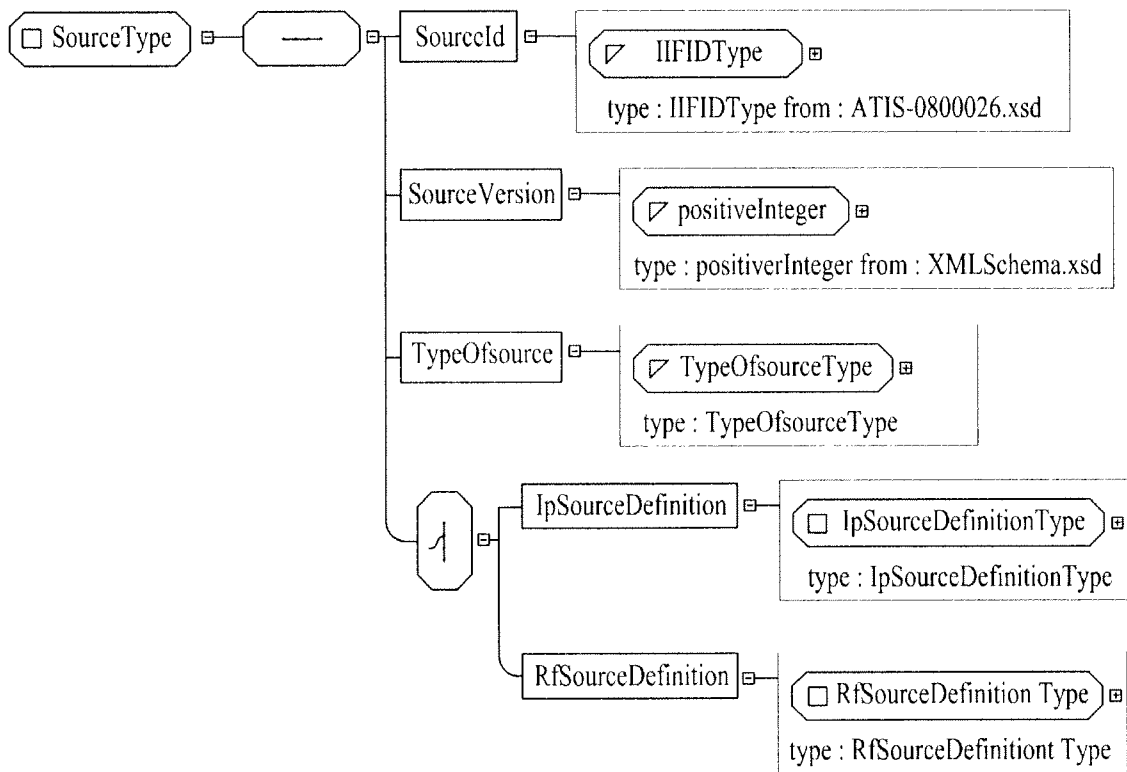 SourceType
SourceId
IIFIDType
type : IIFIDType from : ATIS-0800026.xsd
SourceVersion
positiveInteger
type : positiverInteger from : XMLSchema.xsd
TypeOfsource
TypeOfsourceType
type : TypeOfsourceType
IpSourceDefinition
IpSourceDefinitionType
type : IpSourceDefinitionType
RfSourceDefinition
RfSourceDefinition Type
type : RfSourceDefinitiont Type